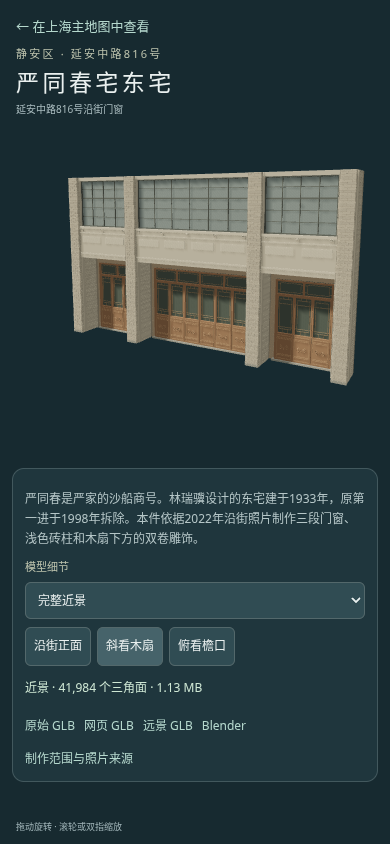 ← 在上海主地图中查看
静安区 · 延安中路816号
严同春宅东宅
延安中路816号沿街门窗
严同春是严家的沙船商号。林瑞骥设计的东宅建于1933年，原第
一进于1998年拆除。本件依据2022年沿街照片制作三段门窗、
浅色砖柱和木扇下方的双卷雕饰。
模型细节
完整近景
沿街正面 斜看木扇 俯看檐口
近景 · 41,984 个三角面 · 1.13 MB
原始 GLB 网页 GLB 远景 GLB Blender
制作范围与照片来源
拖动旋转 · 滚轮或双指缩放